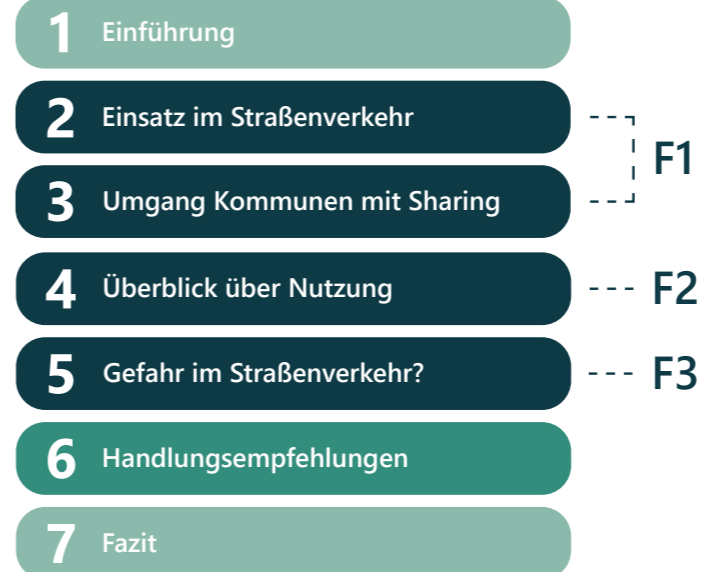 1 Einführung
2 Einsatz im Straßenverkehr
F1
3 Umgang Kommunen mit Sharing
4 Überblick über Nutzung F2
5 Gefahr im Straßenverkehr? F3
6 Handlungsempfehlungen
7 Fazit